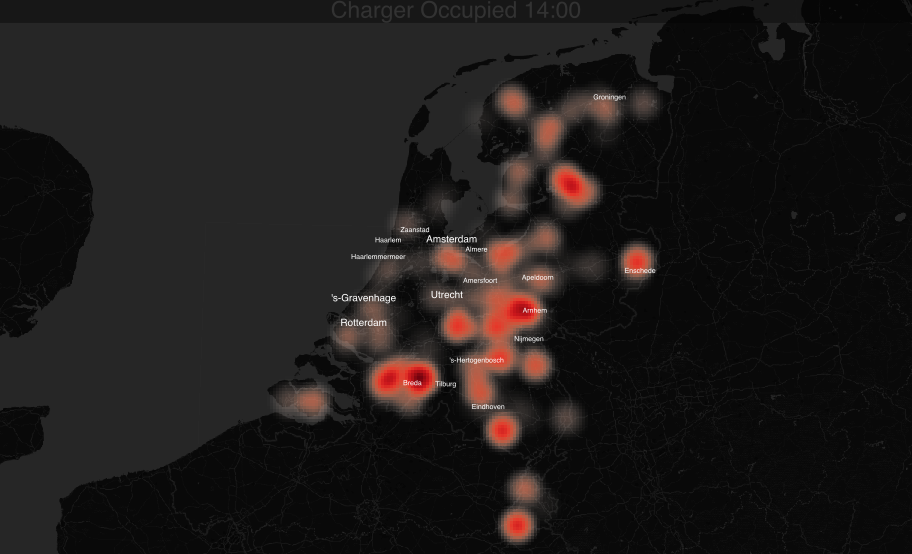 Charger Occupied 14:00
Groningen
Zaanstad
Haarlem
Amsterdam
Almere
Haarlemmermeer
Enschede
Amersfoort
Apeldoorn
's-Gravenhage
Utrecht
Arnhem
Rotterdam
Nijmegen
's-Hertogenbosch
Breda
Tilburg
Eindhoven